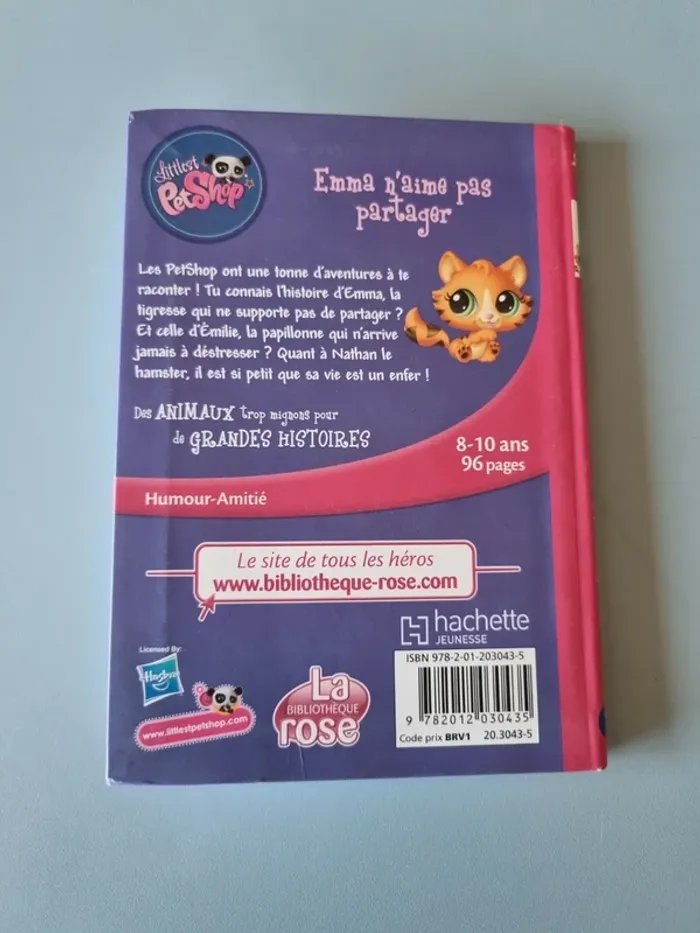 Littlest
PetShop
Emma n'aime pas
partager
Les PetShop ont une tonne d'aventures à te
raconter ! Tu connais l'histoire d'Emma, la
tigresse qui ne supporte pas de partager ?
Et celle d'Émilie, la papillonne qui n'arrive
jamais à déstresser ? Quant à Nathan le
hamster, il est si petit que sa vie est un enfer !
Des ANIMAUX trop mignons pour
de GRANDES HISTOIRES
8-10 ans
96 pages
Humour-Amitié
Le site de tous les héros
www.bibliotheque-rose.com
hachette
JEUNESSE
Licensed By:
Hasbro
www.littlestpetshop.com
La
BIBLIOTHÈQUE
rose
ISBN 978-2-01-203043-5
9 782012 030435
Code prix BRV1 20.3043-5